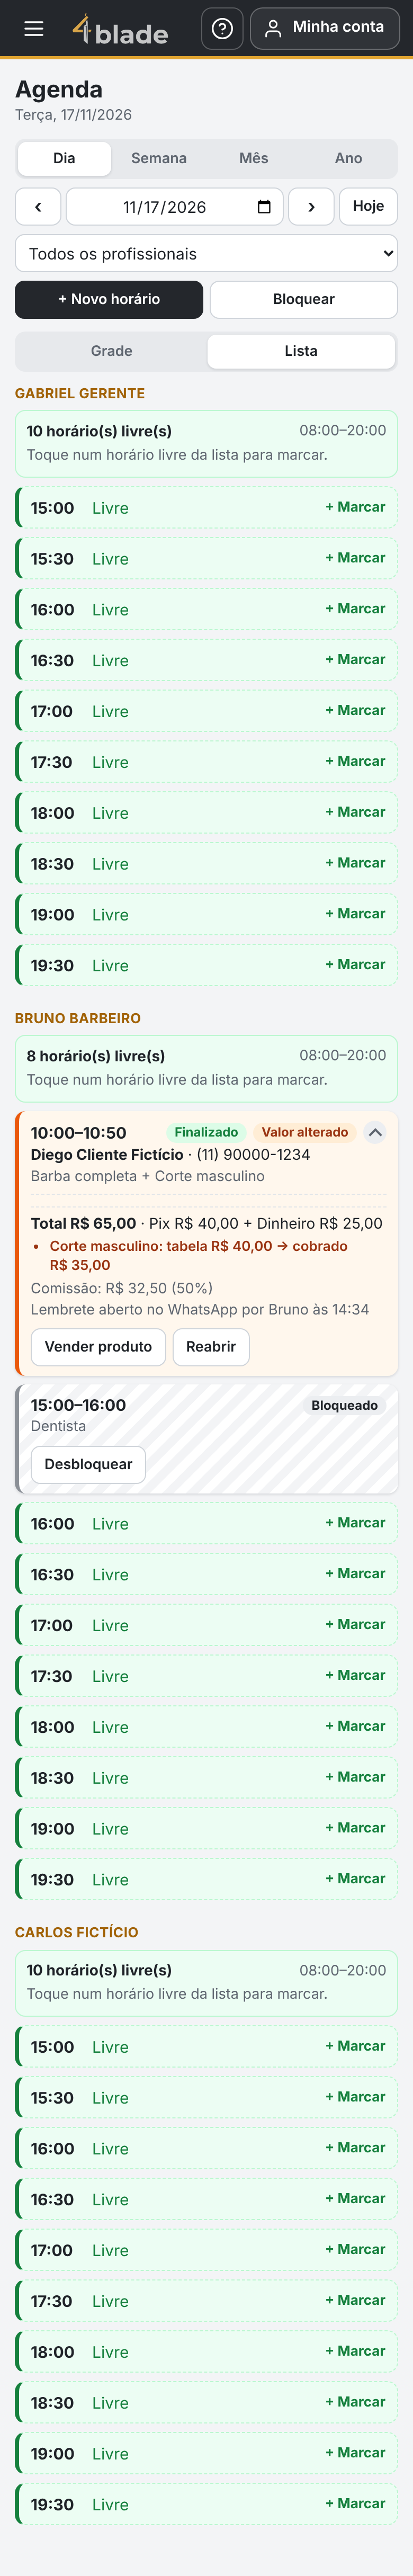 4blade
Minha conta
Agenda
Terça, 17/11/2026
Dia Semana Mês Ano
‹ 11/17/2026 › Hoje
Todos os profissionais
+ Novo horário Bloquear
Grade Lista
GABRIEL GERENTE
10 horário(s) livre(s) 08:00–20:00
Toque num horário livre da lista para marcar.
15:00 Livre + Marcar
15:30 Livre + Marcar
16:00 Livre + Marcar
16:30 Livre + Marcar
17:00 Livre + Marcar
17:30 Livre + Marcar
18:00 Livre + Marcar
18:30 Livre + Marcar
19:00 Livre + Marcar
19:30 Livre + Marcar
BRUNO BARBEIRO
8 horário(s) livre(s) 08:00–20:00
Toque num horário livre da lista para marcar.
10:00–10:50 Finalizado Valor alterado
Diego Cliente Fictício · (11) 90000-1234
Barba completa + Corte masculino
Total R$ 65,00 · Pix R$ 40,00 + Dinheiro R$ 25,00
• Corte masculino: tabela R$ 40,00 → cobrado
R$ 35,00
Comissão: R$ 32,50 (50%)
Lembrete aberto no WhatsApp por Bruno às 14:34
Vender produto Reabrir
15:00–16:00 Bloqueado
Dentista
Desbloquear
16:00 Livre + Marcar
16:30 Livre + Marcar
17:00 Livre + Marcar
17:30 Livre + Marcar
18:00 Livre + Marcar
18:30 Livre + Marcar
19:00 Livre + Marcar
19:30 Livre + Marcar
CARLOS FICTÍCIO
10 horário(s) livre(s) 08:00–20:00
Toque num horário livre da lista para marcar.
15:00 Livre + Marcar
15:30 Livre + Marcar
16:00 Livre + Marcar
16:30 Livre + Marcar
17:00 Livre + Marcar
17:30 Livre + Marcar
18:00 Livre + Marcar
18:30 Livre + Marcar
19:00 Livre + Marcar
19:30 Livre + Marcar